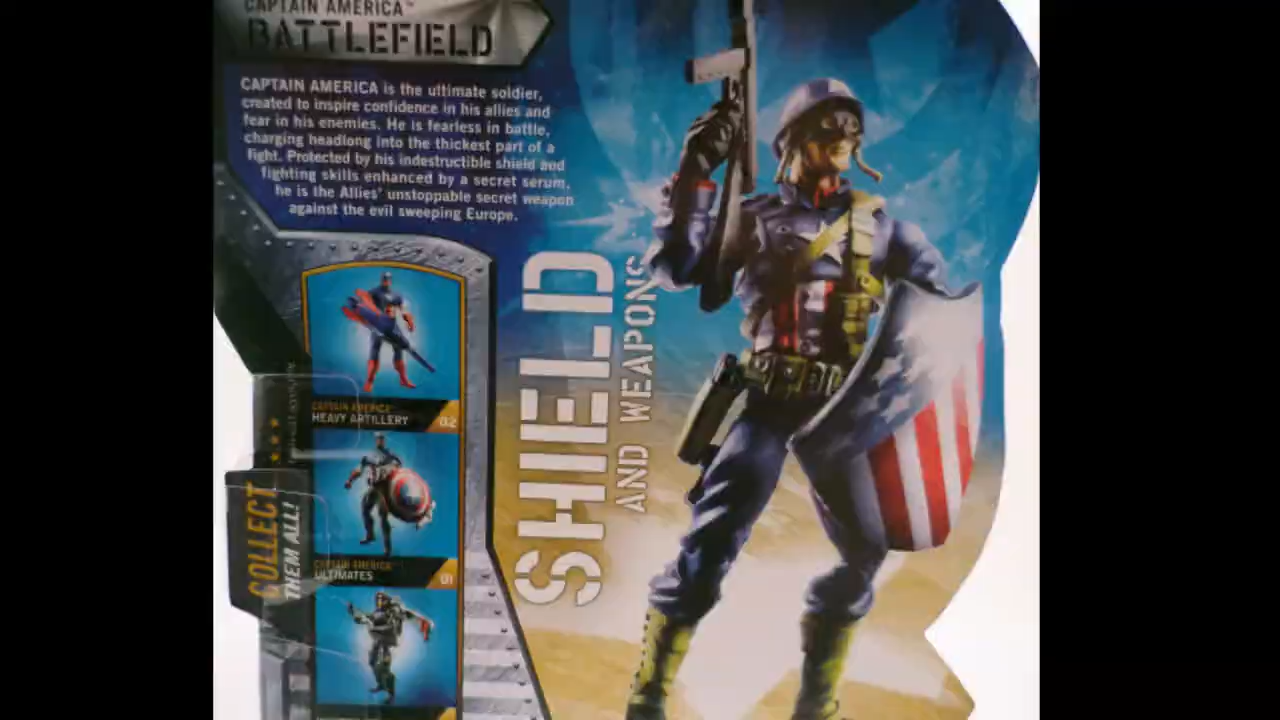 CAPTAIN AMERICA™
BATTLEFIELD
CAPTAIN AMERICA is the ultimate soldier,
created to inspire confidence in his allies and
fear in his enemies. He is fearless in battle,
charging headlong into the thickest part of a
fight. Protected by his indestructible shield and
fighting skills enhanced by a secret serum,
he is the Allies' unstoppable secret weapon
against the evil sweeping Europe.
SHIELD
AND WEAPONS
CAPTAIN AMERICA™
HEAVY ARTILLERY
02
CAPTAIN AMERICA™
ULTIMATES
01
COLLECT
THEM ALL!